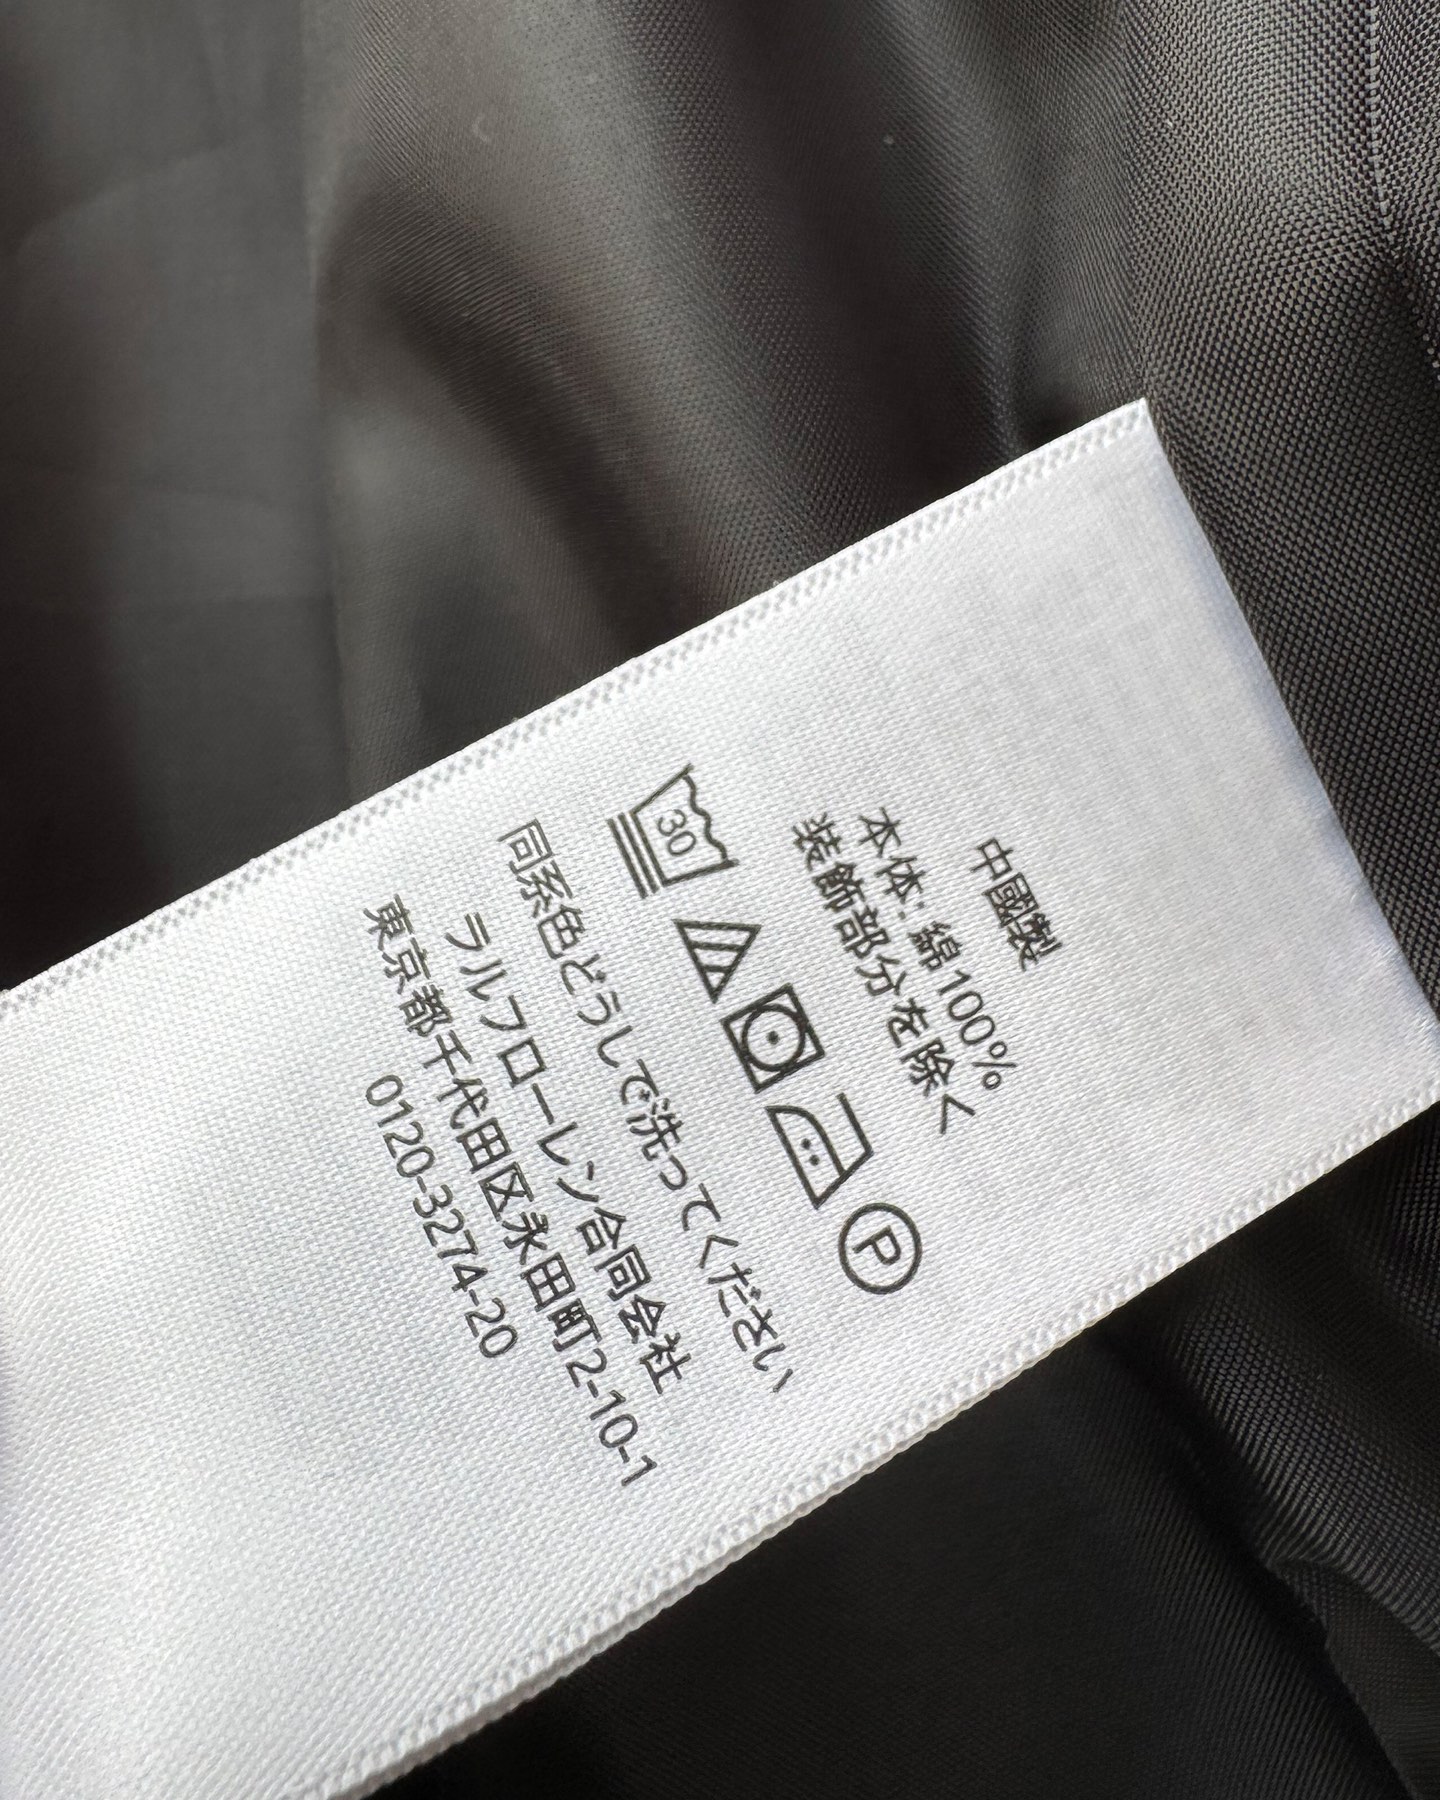 中國製
本体: 綿100%
装飾部分を除く
30
P
同系色どうしで洗ってください
ラルフローレン合同会社
東京都千代田区永田町2-10-1
0120-3274-20